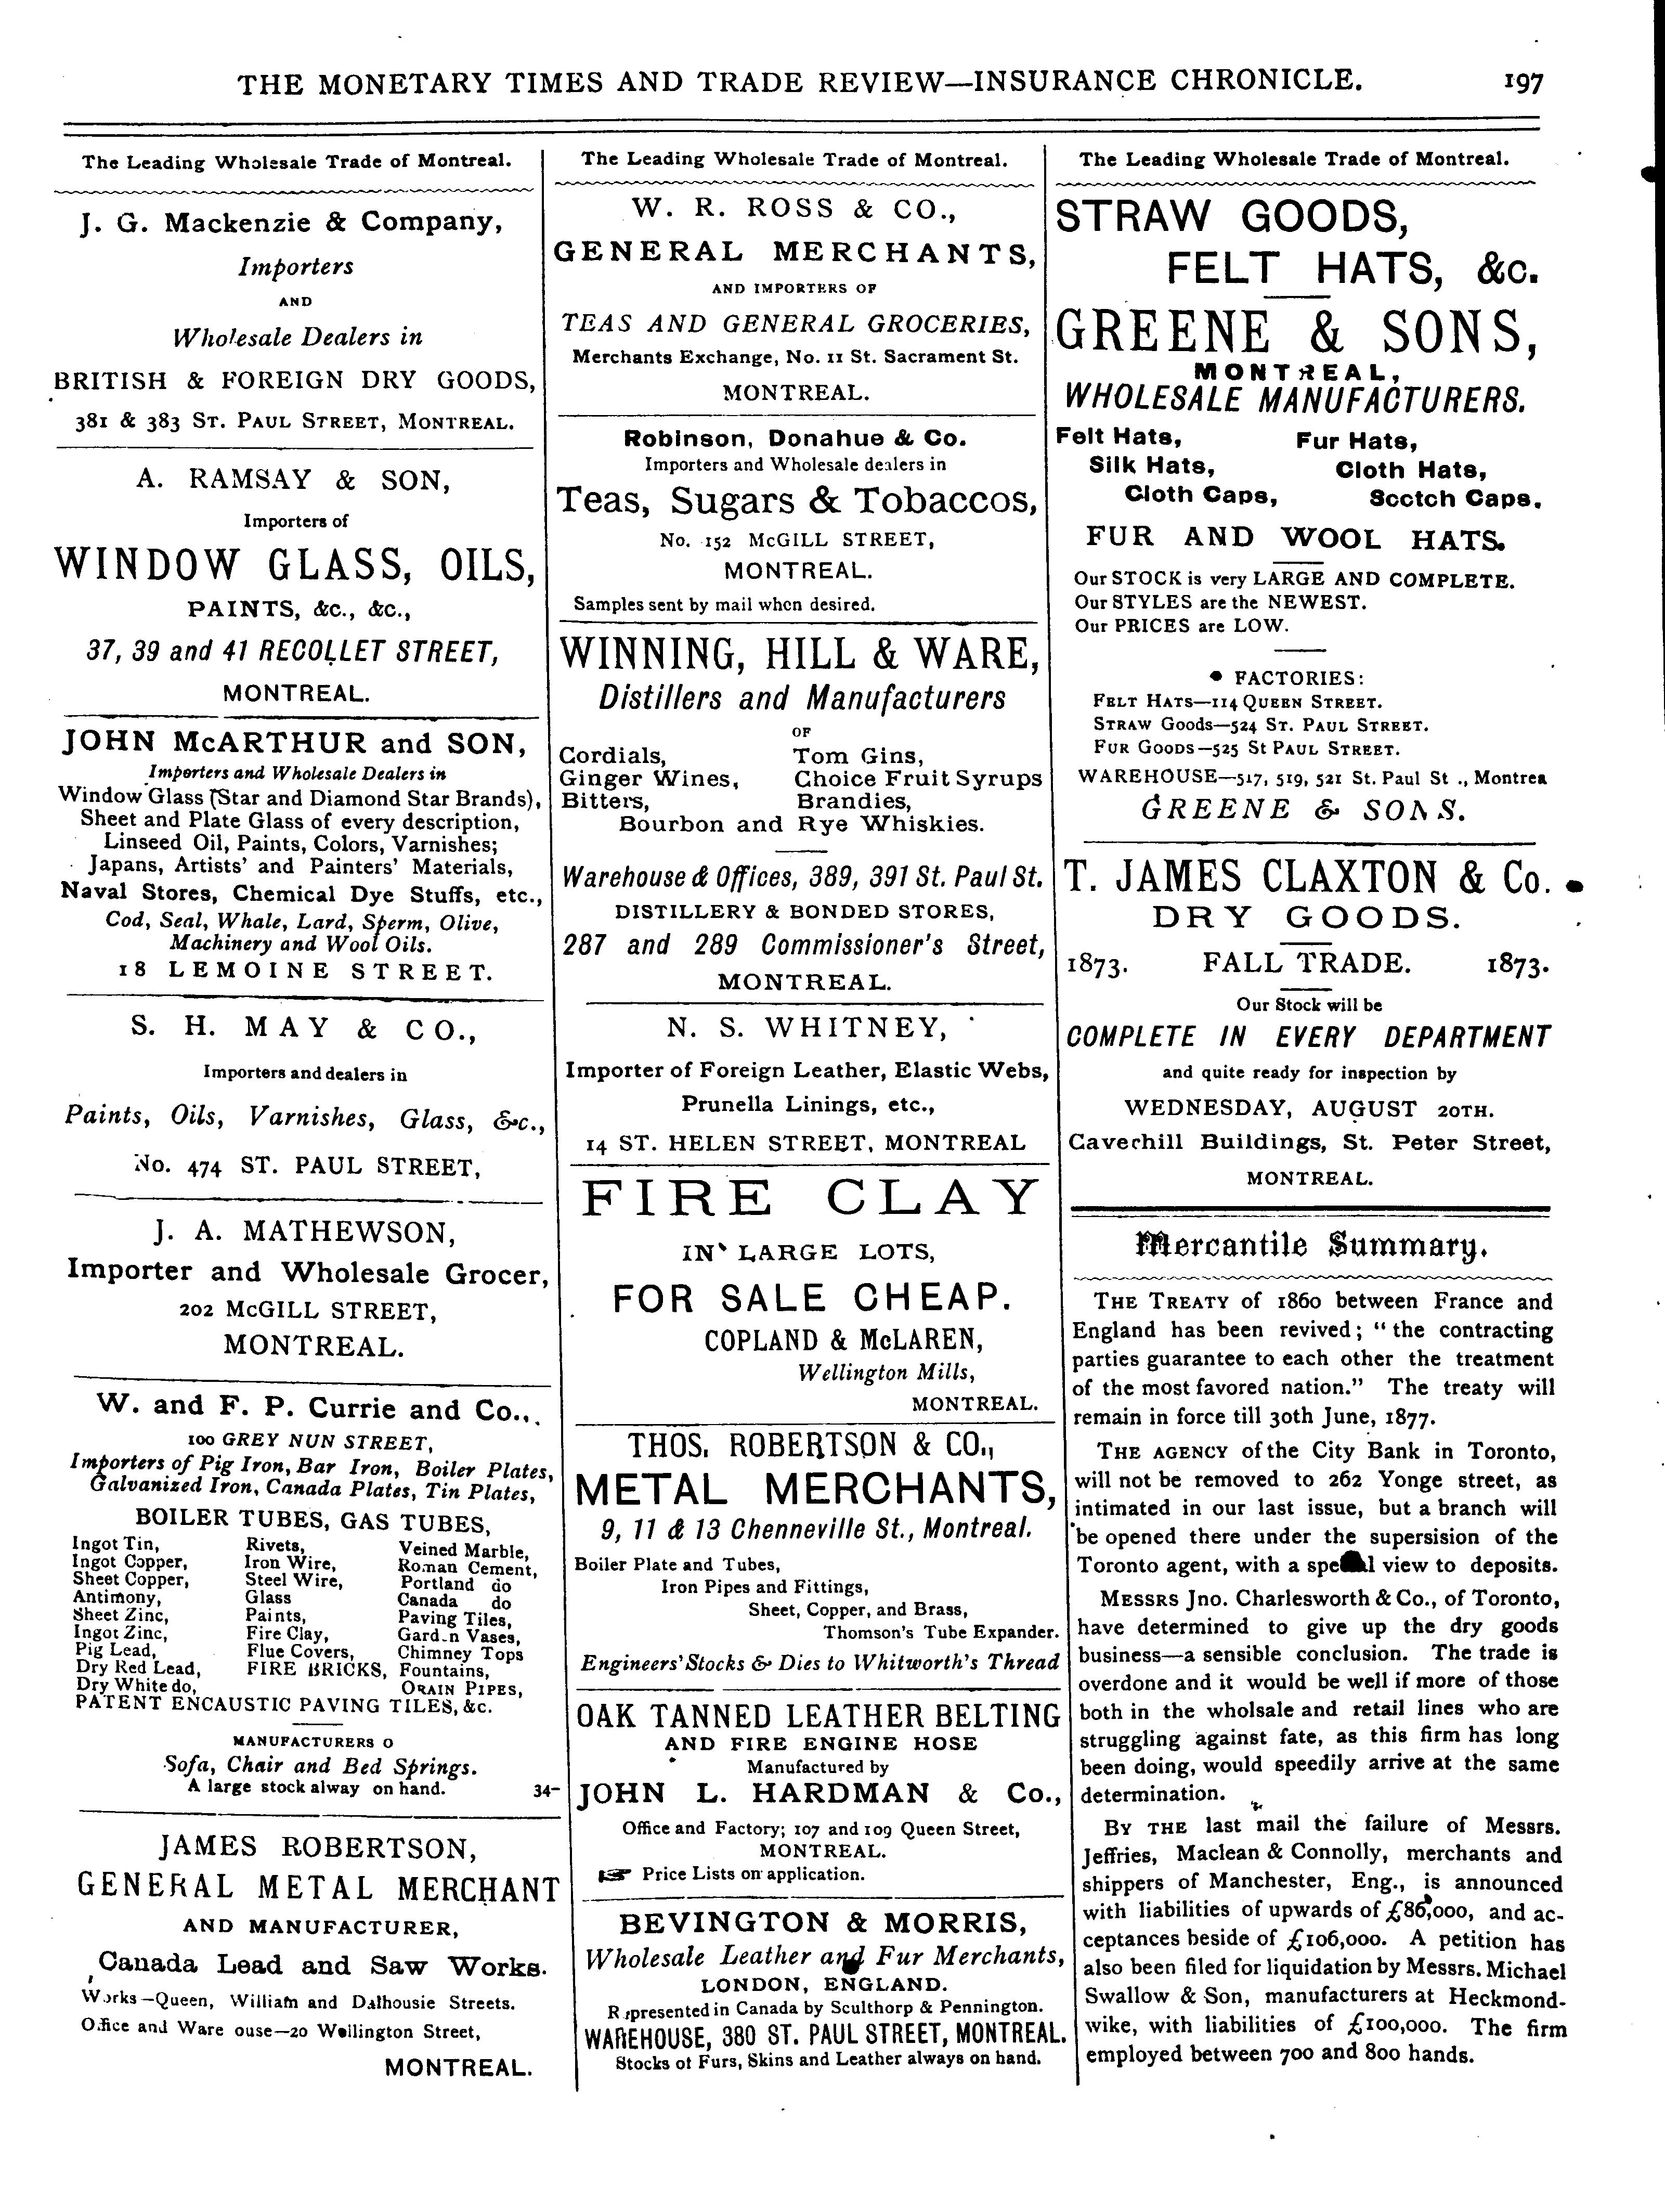 THE MONETARY TIMES AND TRADE REVIEW—INSURANCE CHRONICLE. 197
The Leading Wholesale Trade of Montreal.
J. G. Mackenzie & Company,
Importers
AND
Wholesale Dealers in
BRITISH & FOREIGN DRY GOODS,
381 & 383 ST. PAUL STREET, MONTREAL.
A. RAMSAY & SON,
Importers of
WINDOW GLASS, OILS,
PAINTS, &c., &c.,
37, 39 and 41 RECOLLET STREET,
MONTREAL.
JOHN McARTHUR and SON,
Importers and Wholesale Dealers in
Window Glass (Star and Diamond Star Brands),
Sheet and Plate Glass of every description,
Linseed Oil, Paints, Colors, Varnishes;
Japans, Artists' and Painters' Materials,
Naval Stores, Chemical Dye Stuffs, etc.,
Cod, Seal, Whale, Lard, Sperm, Olive,
Machinery and Wool Oils.
18 LEMOINE STREET.
S. H. MAY & CO.,
Importers and dealers in
Paints, Oils, Varnishes, Glass, &c.,
No. 474 ST. PAUL STREET,
J. A. MATHEWSON,
Importer and Wholesale Grocer,
202 McGILL STREET,
MONTREAL.
W. and F. P. Currie and Co.,
100 GREY NUN STREET,
Importers of Pig Iron, Bar Iron, Boiler Plates,
Galvanized Iron, Canada Plates, Tin Plates,
BOILER TUBES, GAS TUBES,
Ingot Tin, Rivets, Veined Marble,
Ingot Copper, Iron Wire, Roman Cement,
Sheet Copper, Steel Wire, Portland do
Antimony, Glass Canada do
Sheet Zinc, Paints, Paving Tiles,
Ingot Zinc, Fire Clay, Gard.n Vases,
Pig Lead, Flue Covers, Chimney Tops
Dry Red Lead, FIRE BRICKS, Fountains,
Dry White do, DRAIN PIPES,
PATENT ENCAUSTIC PAVING TILES, &c.
MANUFACTURERS O
Sofa, Chair and Bed Springs.
A large stock alway on hand. 34-
JAMES ROBERTSON,
GENERAL METAL MERCHANT
AND MANUFACTURER,
Canada Lead and Saw Works.
Works—Queen, William and Dalhousie Streets.
Office and Ware ouse—20 Wellington Street,
MONTREAL.
The Leading Wholesale Trade of Montreal.
W. R. ROSS & CO.,
GENERAL MERCHANTS,
AND IMPORTERS OF
TEAS AND GENERAL GROCERIES,
Merchants Exchange, No. 11 St. Sacrament St.
MONTREAL.
Robinson, Donahue & Co.
Importers and Wholesale dealers in
Teas, Sugars & Tobaccos,
No. 152 McGILL STREET,
MONTREAL.
Samples sent by mail when desired.
WINNING, HILL & WARE,
Distillers and Manufacturers
OF
Cordials, Tom Gins,
Ginger Wines, Choice Fruit Syrups
Bitters, Brandies,
Bourbon and Rye Whiskies.
Warehouse & Offices, 389, 391 St. Paul St.
DISTILLERY & BONDED STORES,
287 and 289 Commissioner's Street,
MONTREAL.
N. S. WHITNEY,
Importer of Foreign Leather, Elastic Webs,
Prunella Linings, etc.,
14 ST. HELEN STREET, MONTREAL
FIRE CLAY
IN LARGE LOTS,
FOR SALE CHEAP.
COPLAND & McLAREN,
Wellington Mills,
MONTREAL.
THOS. ROBERTSON & CO.,
METAL MERCHANTS,
9, 11 & 13 Chenneville St., Montreal.
Boiler Plate and Tubes,
Iron Pipes and Fittings,
Sheet, Copper, and Brass,
Thomson's Tube Expander.
Engineers' Stocks & Dies to Whitworth's Thread
OAK TANNED LEATHER BELTING
AND FIRE ENGINE HOSE
Manufactured by
JOHN L. HARDMAN & Co.,
Office and Factory; 107 and 109 Queen Street,
MONTREAL.
☞ Price Lists on application.
BEVINGTON & MORRIS,
Wholesale Leather and Fur Merchants,
LONDON, ENGLAND.
Represented in Canada by Sculthorp & Pennington.
WAREHOUSE, 380 ST. PAUL STREET, MONTREAL.
Stocks of Furs, Skins and Leather always on hand.
The Leading Wholesale Trade of Montreal.
STRAW GOODS,
FELT HATS, &c.
GREENE & SONS,
MONTREAL,
WHOLESALE MANUFACTURERS.
Felt Hats, Fur Hats,
Silk Hats, Cloth Hats,
Cloth Caps, Scotch Caps,
FUR AND WOOL HATS.
Our STOCK is very LARGE AND COMPLETE.
Our STYLES are the NEWEST.
Our PRICES are LOW.
FACTORIES:
FELT HATS—114 QUEEN STREET.
STRAW GOODS—524 ST. PAUL STREET.
FUR GOODS—525 St PAUL STREET.
WAREHOUSE—517, 519, 521 St. Paul St ., Montrea
GREENE & SONS.
T. JAMES CLAXTON & Co.
DRY GOODS.
1873. FALL TRADE. 1873.
Our Stock will be
COMPLETE IN EVERY DEPARTMENT
and quite ready for inspection by
WEDNESDAY, AUGUST 20TH.
Caverhill Buildings, St. Peter Street,
MONTREAL.
Mercantile Summary.
THE TREATY of 1860 between France and
England has been revived; "the contracting
parties guarantee to each other the treatment
of the most favored nation." The treaty will
remain in force till 30th June, 1877.
THE AGENCY of the City Bank in Toronto,
will not be removed to 262 Yonge street, as
intimated in our last issue, but a branch will
be opened there under the supersision of the
Toronto agent, with a special view to deposits.
MESSRS Jno. Charlesworth & Co., of Toronto,
have determined to give up the dry goods
business—a sensible conclusion. The trade is
overdone and it would be well if more of those
both in the wholsale and retail lines who are
struggling against fate, as this firm has long
been doing, would speedily arrive at the same
determination.
BY THE last mail the failure of Messrs.
Jeffries, Maclean & Connolly, merchants and
shippers of Manchester, Eng., is announced
with liabilities of upwards of £86,000, and ac-
ceptances beside of £106,000. A petition has
also been filed for liquidation by Messrs. Michael
Swallow & Son, manufacturers at Heckmond-
wike, with liabilities of £100,000. The firm
employed between 700 and 800 hands.